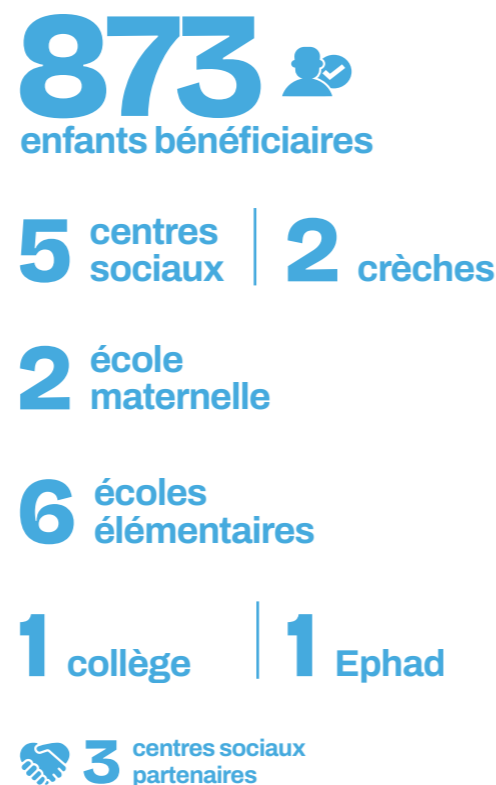 873
enfants bénéficiaires
5 centres
sociaux
2 crèches
2 école
maternelle
6 écoles
élémentaires
1 collège
1 Ephad
3 centres sociaux
partenaires